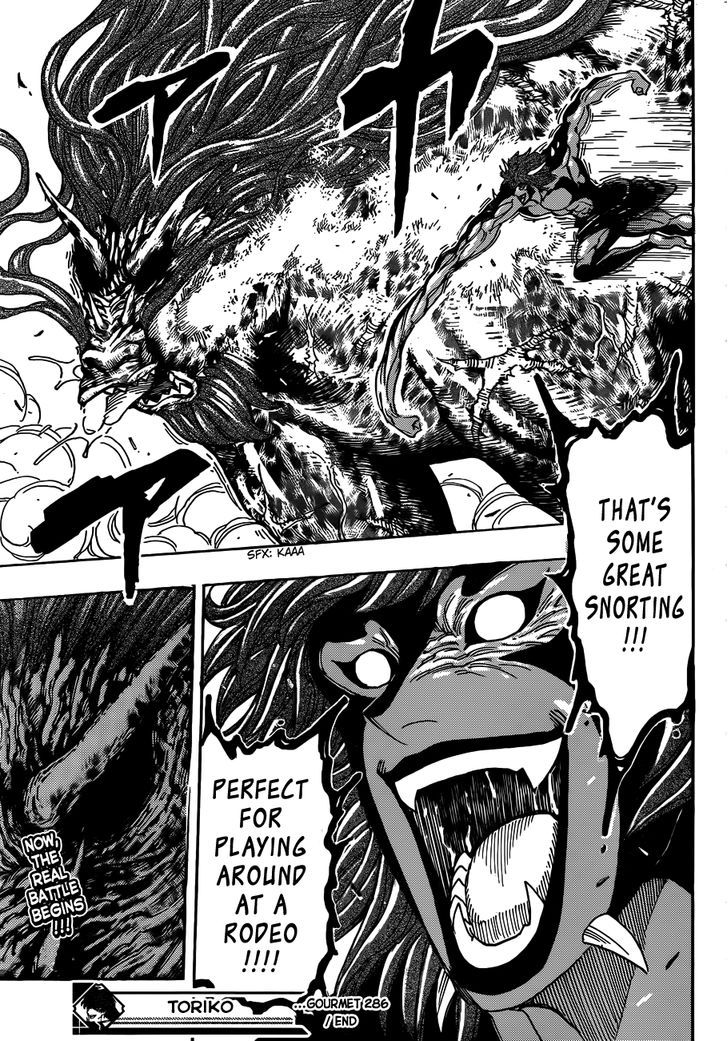 カ
ア
ア
SFX: KAAA
THAT'S
SOME
GREAT
SNORTING
!!!
PERFECT
FOR
PLAYING
AROUND
AT A
RODEO
!!!!
NOW,
THE
REAL
BATTLE
BEGINS
!!!
TORIKO
...GOURMET 286
/ END